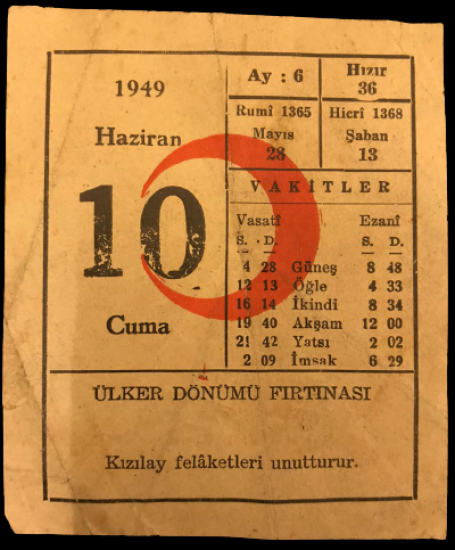 1949
Haziran
10
Cuma
Ay : 6
Hızır
36
Rumî 1365
Mayıs
28
Hicrî 1368
Şaban
13
VAKİTLER
Vasatî Ezanî
S. D. S. D.
4 28 Güneş 8 48
12 13 Öğle 4 33
16 14 İkindi 8 34
19 40 Akşam 12 00
21 42 Yatsı 2 02
2 09 İmsak 6 29
ÜLKER DÖNÜMÜ FIRTINASI
Kızılay felâketleri unutturur.